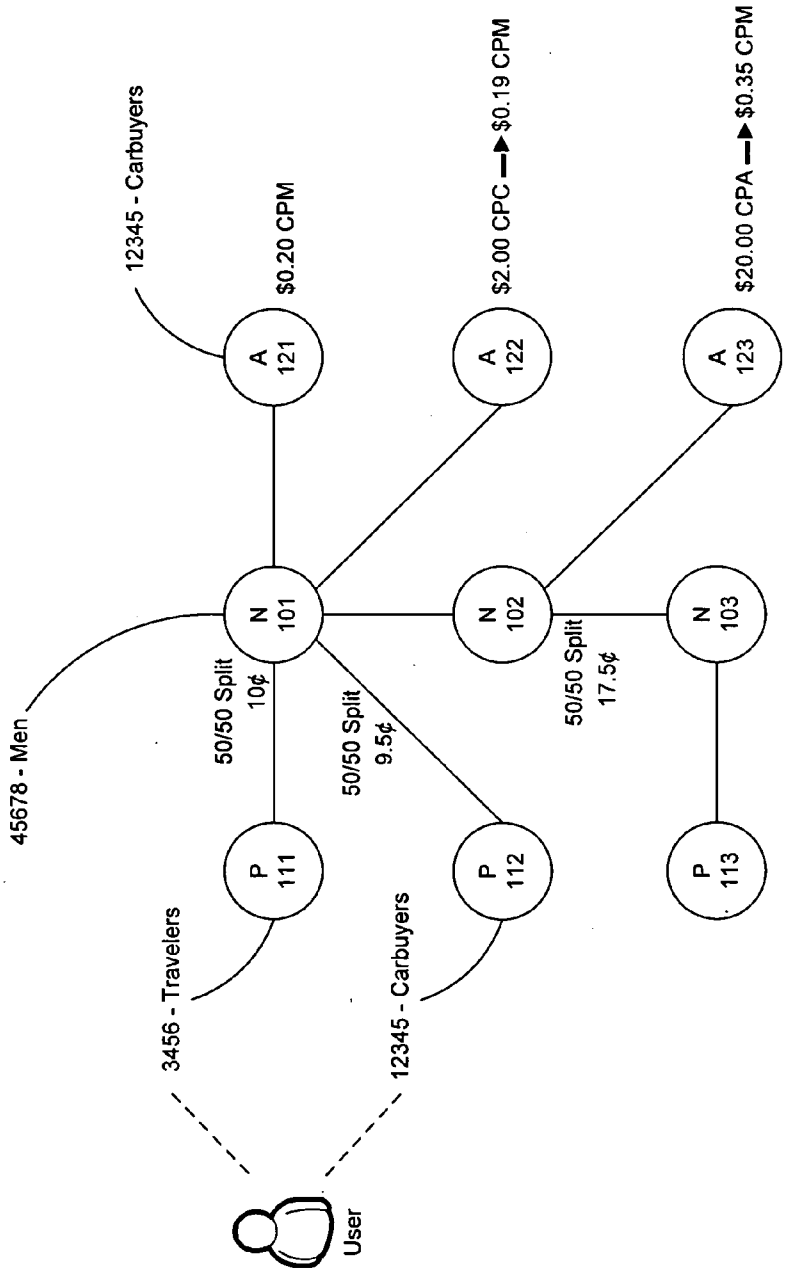 45678 - Men
12345 - Carbuyers
3456 - Travelers
P
111
50/50 Split
10¢
N
101
A
121
$0.20 CPM
User
12345 - Carbuyers
P
112
50/50 Split
9.5¢
N
102
A
122
$2.00 CPC → $0.19 CPM
50/50 Split
17.5¢
P
113
N
103
A
123
$20.00 CPA → $0.35 CPM